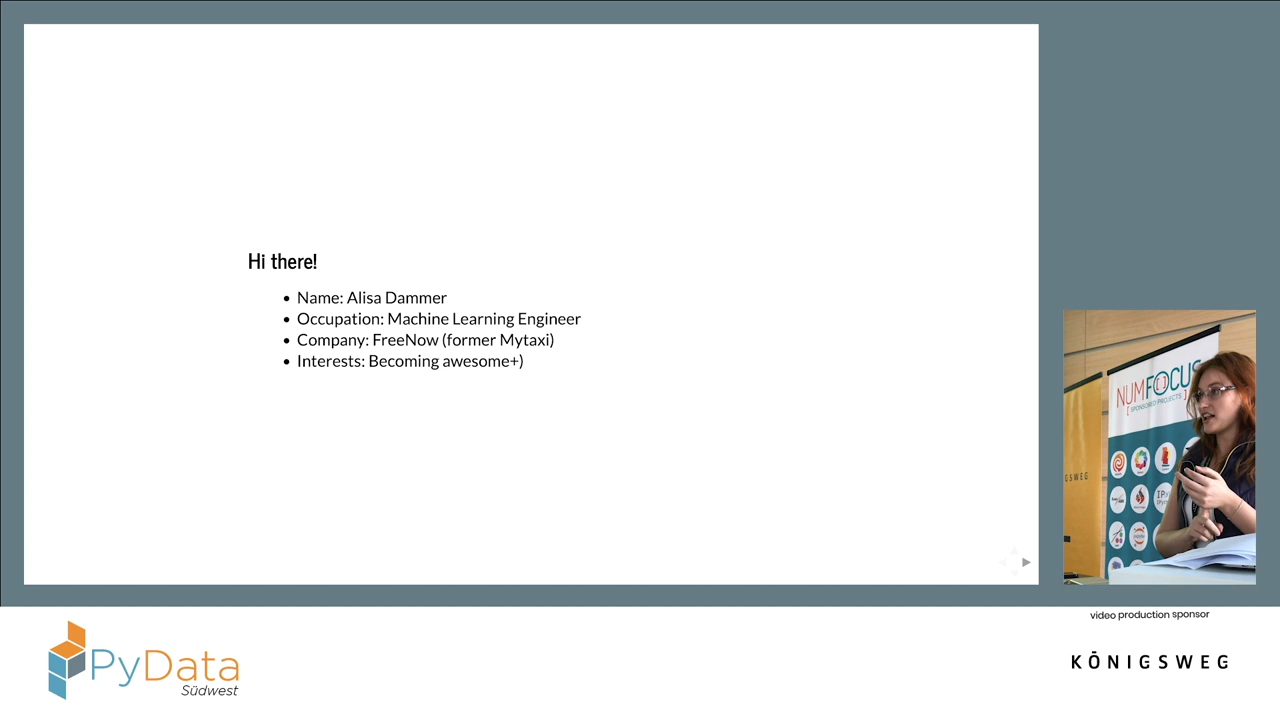 Hi there!
Name: Alisa Dammer
Occupation: Machine Learning Engineer
Company: FreeNow (former Mytaxi)
Interests: Becoming awesome+)
NUMFOCUS
[ SPONSORED PROJECTS ]
GSWEG
video production sponsor
KÖNIGSWEG
PyData
Südwest